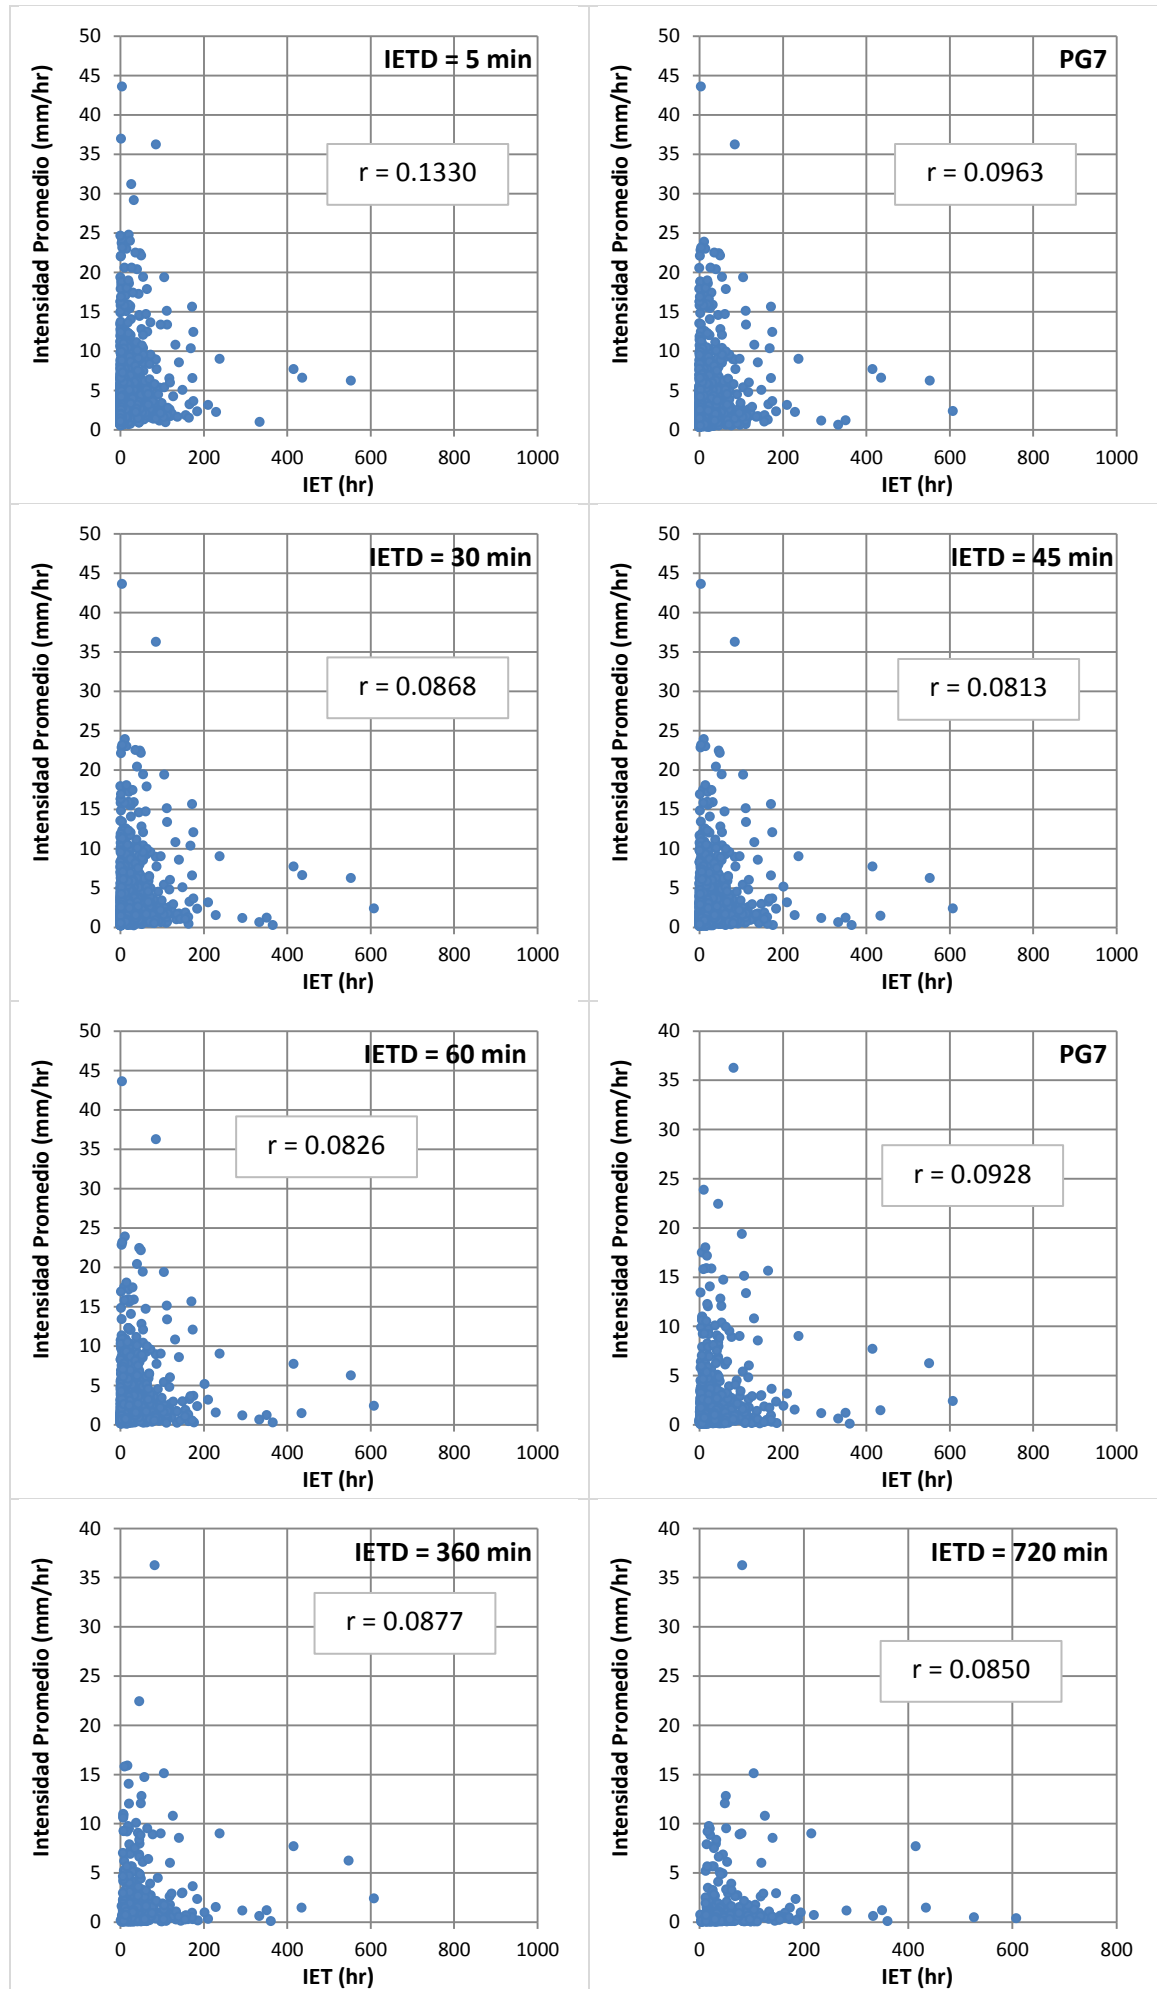 IETD = 5 min
Intensidad Promedio (mm/hr)
50
45
40
35
30
25
20
15
10
5
0
r = 0.1330
0 200 400 600 800 1000
IET (hr)
PG7
Intensidad Promedio (mm/hr)
50
45
40
35
30
25
20
15
10
5
0
r = 0.0963
0 200 400 600 800 1000
IET (hr)
IETD = 30 min
Intensidad Promedio (mm/hr)
50
45
40
35
30
25
20
15
10
5
0
r = 0.0868
0 200 400 600 800 1000
IET (hr)
IETD = 45 min
Intensidad Promedio (mm/hr)
50
45
40
35
30
25
20
15
10
5
0
r = 0.0813
0 200 400 600 800 1000
IET (hr)
IETD = 60 min
Intensidad Promedio (mm/hr)
50
45
40
35
30
25
20
15
10
5
0
r = 0.0826
0 200 400 600 800 1000
IET (hr)
PG7
Intensidad Promedio (mm/hr)
40
35
30
25
20
15
10
5
0
r = 0.0928
0 200 400 600 800 1000
IET (hr)
IETD = 360 min
Intensidad Promedio (mm/hr)
40
35
30
25
20
15
10
5
0
r = 0.0877
0 200 400 600 800 1000
IET (hr)
IETD = 720 min
Intensidad Promedio (mm/hr)
40
35
30
25
20
15
10
5
0
r = 0.0850
0 200 400 600 800
IET (hr)